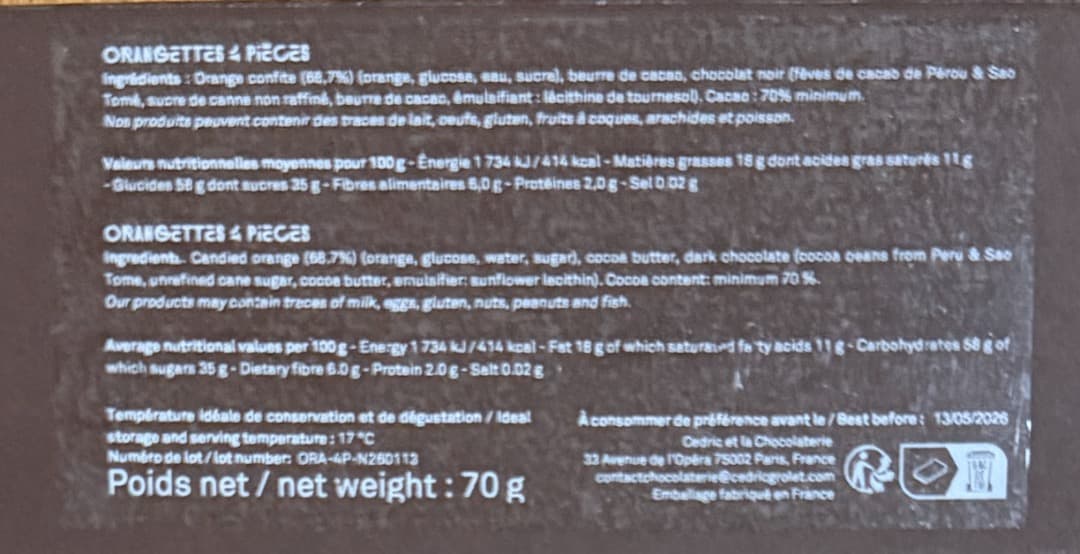 ORANGETTES 4 PIÈCES
Ingrédients : Orange confite (68,7%) (orange, glucose, eau, sucre), beurre de cacao, chocolat noir (fèves de cacao de Pérou & Sao
Tomé, sucre de canne non raffiné, beurre de cacao, émulsifiant : lécithine de tournesol). Cacao : 70% minimum.
Nos produits peuvent contenir des traces de lait, oeufs, gluten, fruits à coques, arachides et poisson.
Valeurs nutritionnelles moyennes pour 100 g - Énergie 1 734 kJ / 414 kcal - Matières grasses 18 g dont acides gras saturés 11 g
- Glucides 58 g dont sucres 35 g - Fibres alimentaires 6,0 g - Protéines 2,0 g - Sel 0.02 g
ORANGETTES 4 PIÈCES
Ingredients. Candied orange (68,7%) (orange, glucose, water, sugar), cocoa butter, dark chocolate (cocoa beans from Peru & Sao
Tome, unrefined cane sugar, cocoa butter, emulsifier: sunflower lecithin). Cocoa content: minimum 70 %.
Our products may contain traces of milk, eggs, gluten, nuts, peanuts and fish.
Average nutritional values per 100 g - Energy 1 734 kJ / 414 kcal - Fat 18 g of which saturated fatty acids 11 g - Carbohydrates 58 g of
which sugars 35 g - Dietary fibre 6.0 g - Protein 2.0 g - Salt 0.02 g
Température idéale de conservation et de dégustation / Ideal
storage and serving temperature : 17 °C
Numéro de lot / lot number: ORA-4P-N260113
Poids net / net weight : 70 g
À consommer de préférence avant le / Best before : 13/05/2026
Cedric et la Chocolaterie
33 Avenue de l'Opéra 75002 Paris, France
contactchocolaterie@cedricgrolet.com
Emballage fabriqué en France